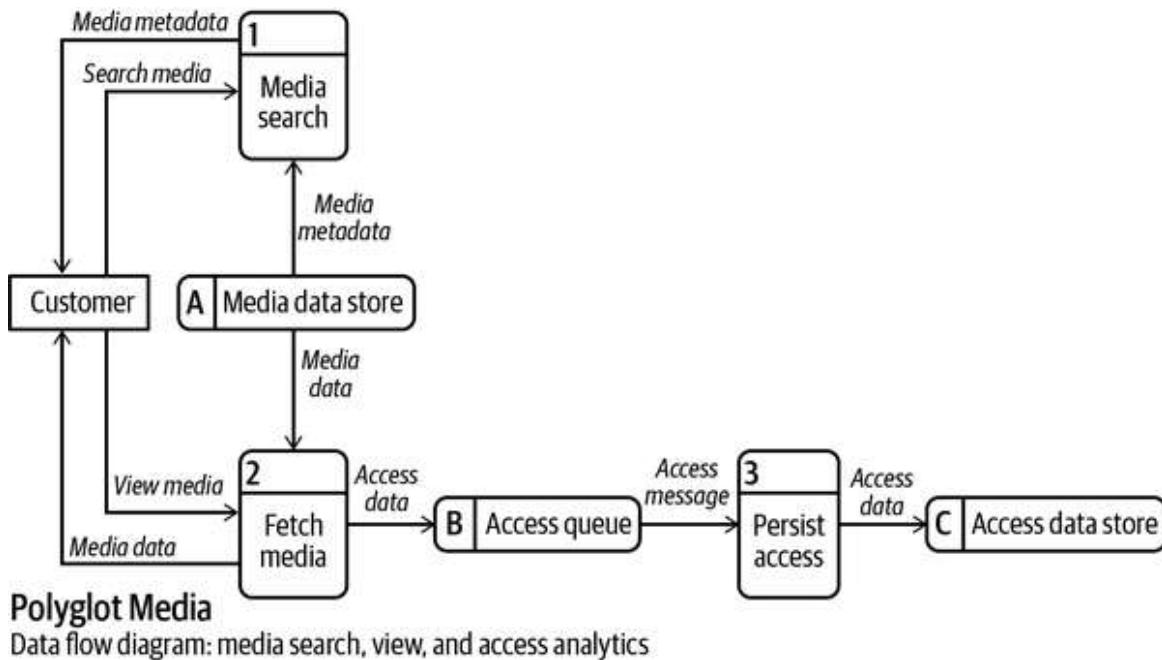 Media metadata
1
Search media
Media
search
Media
metadata
Customer
A Media data store
Media
data
2
View media
Fetch
media
Media data
Access
data
B Access queue
Access
message
3
Persist
access
Access
data
C Access data store
Polyglot Media
Data flow diagram: media search, view, and access analytics